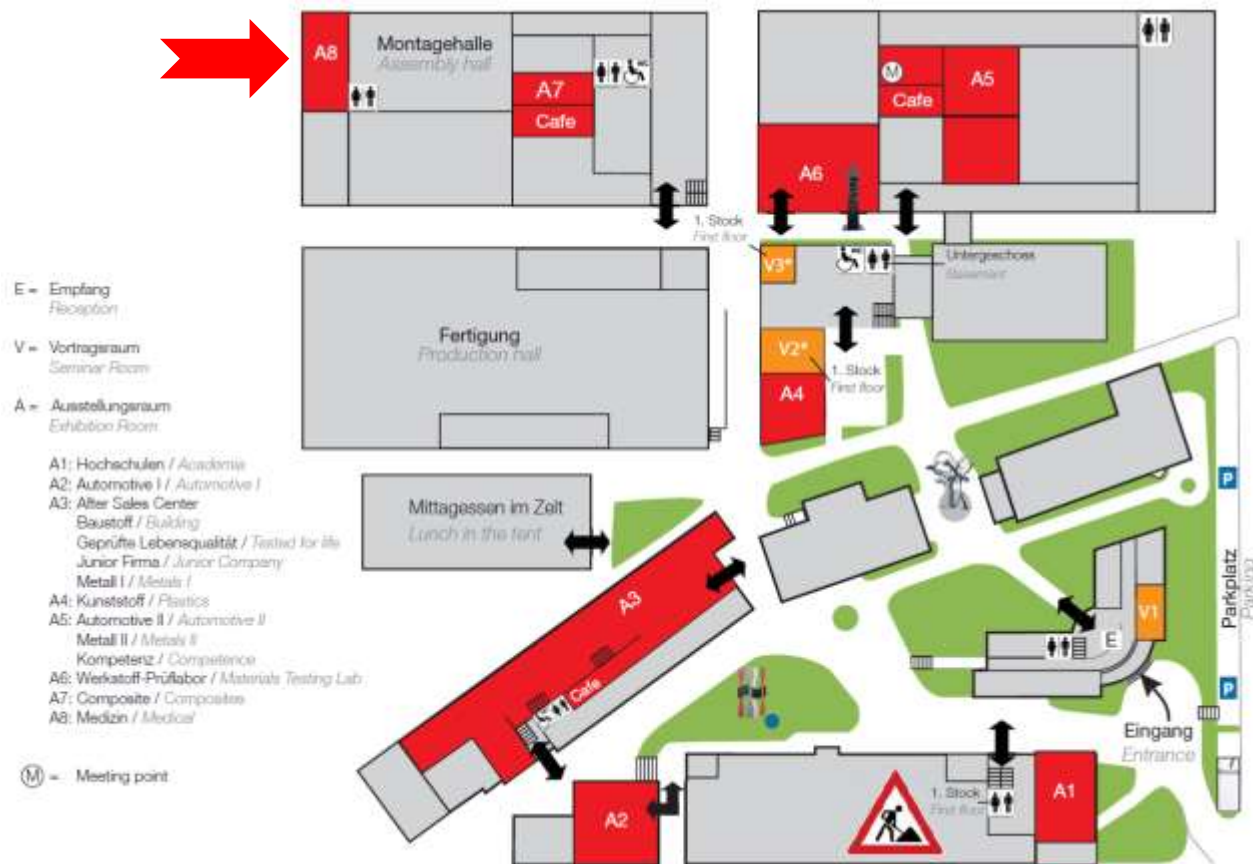 A8
Montagehalle
Assembly hall
A7
Cafe
WC
M
Cafe
A5
A6
1. Stock
First floor
V3*
Untergeschoss
Basement
E = Empfang
Reception
V = Vortragsraum
Seminar Room
A = Ausstellungsraum
Exhibition Room
A1: Hochschulen / Academia
A2: Automotive I / Automotive I
A3: After Sales Center
Baustoff / Building
Geprüfte Lebensqualität / Tested for life
Junior Firma / Junior Company
Metall I / Metals I
A4: Kunststoff / Plastics
A5: Automotive II / Automotive II
Metall II / Metals II
Kompetenz / Competence
A6: Werkstoff-Prüflabor / Materials Testing Lab
A7: Composite / Composites
A8: Medizin / Medical
M = Meeting point
Fertigung
Production hall
V2*
1. Stock
First floor
A4
Mittagessen im Zelt
Lunch in the tent
A3
Cafe
P
Parkplatz
Parking
V1
E
P
Eingang
Entrance
1. Stock
First floor
A1
A2